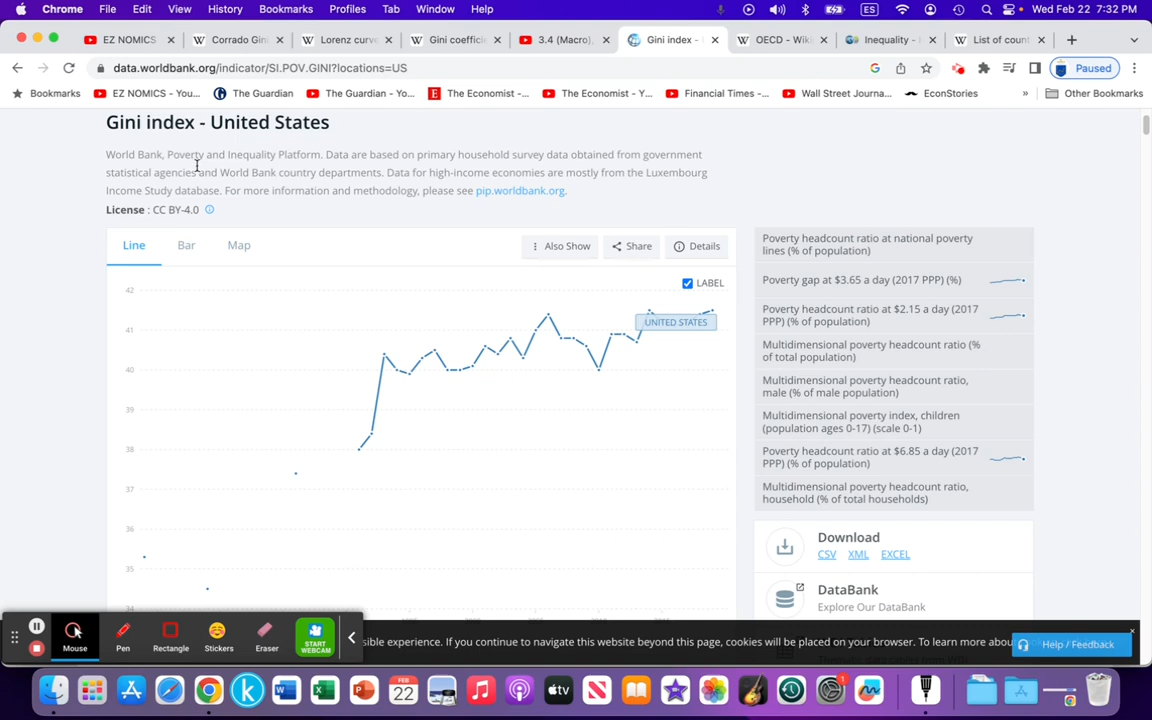 Chrome File Edit View History Bookmarks Profiles Tab Window Help ES Wed Feb 22 7:32 PM
EZ NOMICS Corrado Gin Lorenz curve Gini coefficie 3.4 (Macro), Gini index - OECD - Wiki Inequality - List of count
data.worldbank.org/indicator/SI.POV.GINI?locations=US Paused
Bookmarks EZ NOMICS - You... The Guardian The Guardian - Yo... The Economist -... The Economist - Y... Financial Times -... Wall Street Journa... EconStories » Other Bookmarks
Gini index - United States
World Bank, Poverty and Inequality Platform. Data are based on primary household survey data obtained from government
statistical agencies and World Bank country departments. Data for high-income economies are mostly from the Luxembourg
Income Study database. For more information and methodology, please see pip.worldbank.org.
License : CC BY-4.0
Line Bar Map Also Show Share Details
LABEL
42
41
40
39
38
37
36
35
34
UNITED STATES
Poverty headcount ratio at national poverty
lines (% of population)
Poverty gap at $3.65 a day (2017 PPP) (%)
Poverty headcount ratio at $2.15 a day (2017
PPP) (% of population)
Multidimensional poverty headcount ratio (%
of total population)
Multidimensional poverty headcount ratio,
male (% of male population)
Multidimensional poverty index, children
(population ages 0-17) (scale 0-1)
Poverty headcount ratio at $6.85 a day (2017
PPP) (% of population)
Multidimensional poverty headcount ratio,
household (% of total households)
Download
CSV XML EXCEL
DataBank
Explore Our DataBank
Mouse Pen Rectangle Stickers Eraser START
WEBCAM
sible experience. If you continue to navigate this website beyond this page, cookies will be placed on your browser. To learn more abou
Help / Feedback
FEB
22
1